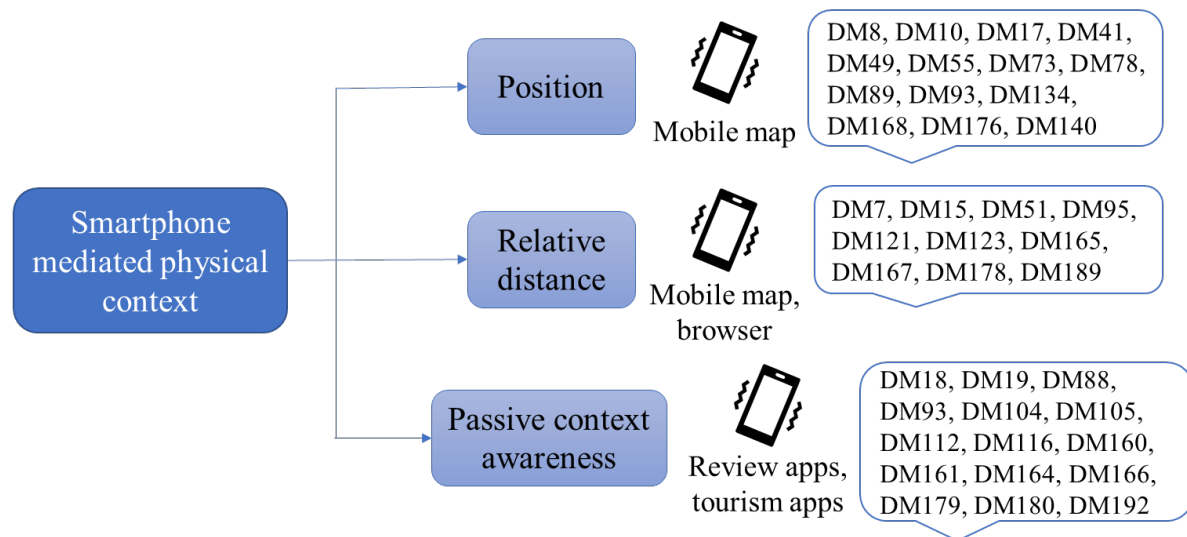 Smartphone
mediated physical
context
Position
Mobile map
DM8, DM10, DM17, DM41,
DM49, DM55, DM73, DM78,
DM89, DM93, DM134,
DM168, DM176, DM140
Relative
distance
Mobile map,
browser
DM7, DM15, DM51, DM95,
DM121, DM123, DM165,
DM167, DM178, DM189
Passive context
awareness
Review apps,
tourism apps
DM18, DM19, DM88,
DM93, DM104, DM105,
DM112, DM116, DM160,
DM161, DM164, DM166,
DM179, DM180, DM192